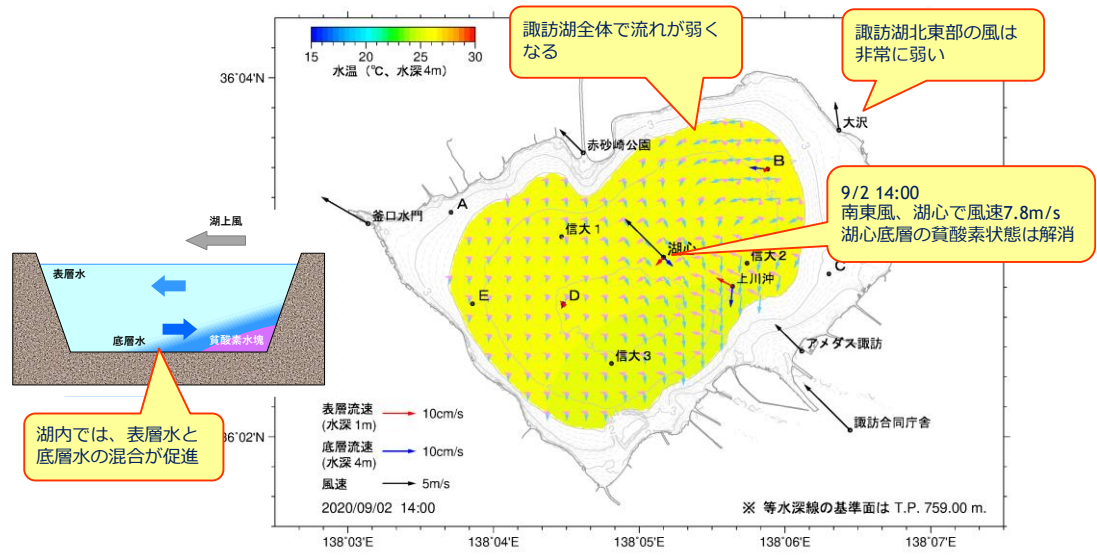 諏訪湖全体で流れが弱く
なる
諏訪湖北東部の風は
非常に弱い
15 20 25 30
水温(℃、水深4m)
36˚04'N
大沢
赤砂崎公園
B
9/2 14:00
南東風、湖心で風速7.8m/s
湖心底層の貧酸素状態は解消
A
釜口水門
信大1
湖心
信大2
C
上川沖
湖上風
表層水
底層水
貧酸素水塊
E
D
アメダス諏訪
信大3
諏訪合同庁舎
湖内では、表層水と
底層水の混合が促進
36˚02'N
表層流速
(水深1m)
10cm/s
底層流速
(水深4m)
10cm/s
風速
5m/s
2020/09/02 14:00
※ 等水深線の基準面は T.P. 759.00 m.
138˚03'E 138˚04'E 138˚05'E 138˚06'E 138˚07'E